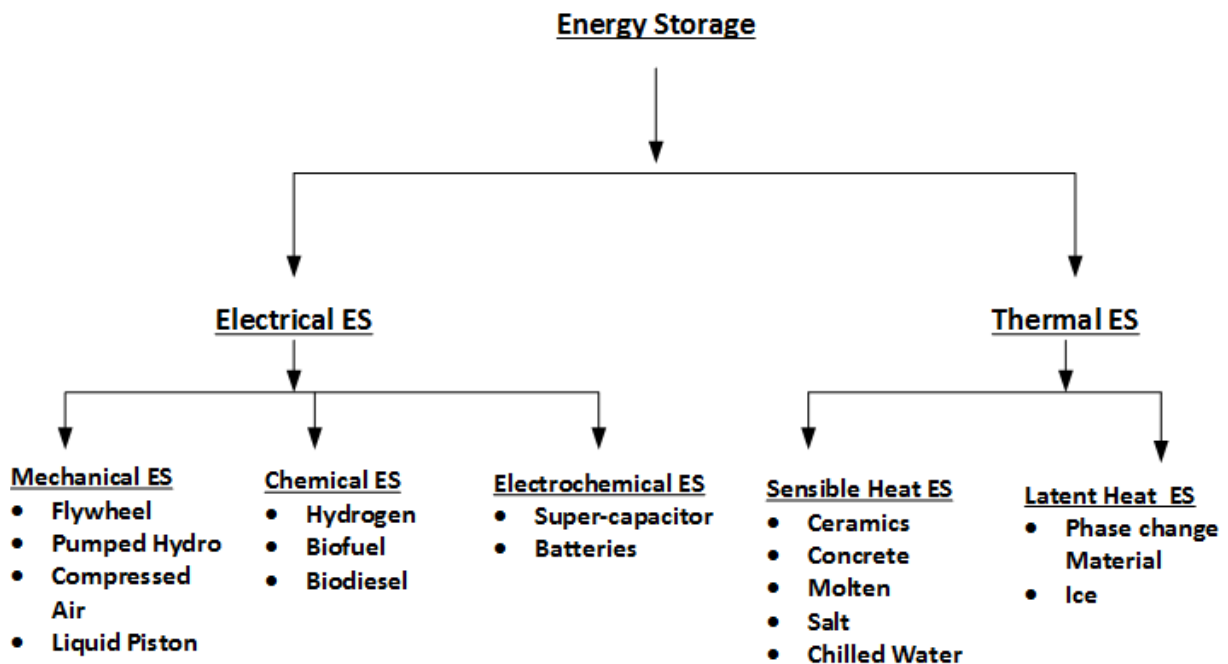 Energy Storage
Electrical ES
Thermal ES
Mechanical ES
• Flywheel
• Pumped Hydro
• Compressed
Air
• Liquid Piston
Chemical ES
• Hydrogen
• Biofuel
• Biodiesel
Electrochemical ES
• Super-capacitor
• Batteries
Sensible Heat ES
• Ceramics
• Concrete
• Molten
• Salt
• Chilled Water
Latent Heat  ES
• Phase change
Material
• Ice